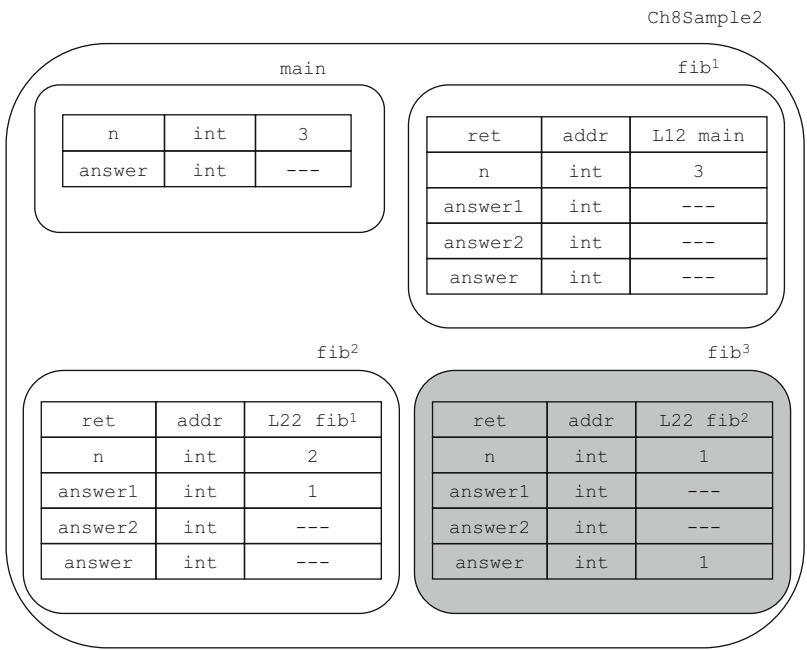 Ch8Sample2
main
n int 3
answer int ---
fib¹
ret addr L12 main
n int 3
answer1 int ---
answer2 int ---
answer int ---
fib²
ret addr L22 fib¹
n int 2
answer1 int 1
answer2 int ---
answer int ---
fib³
ret addr L22 fib²
n int 1
answer1 int ---
answer2 int ---
answer int 1